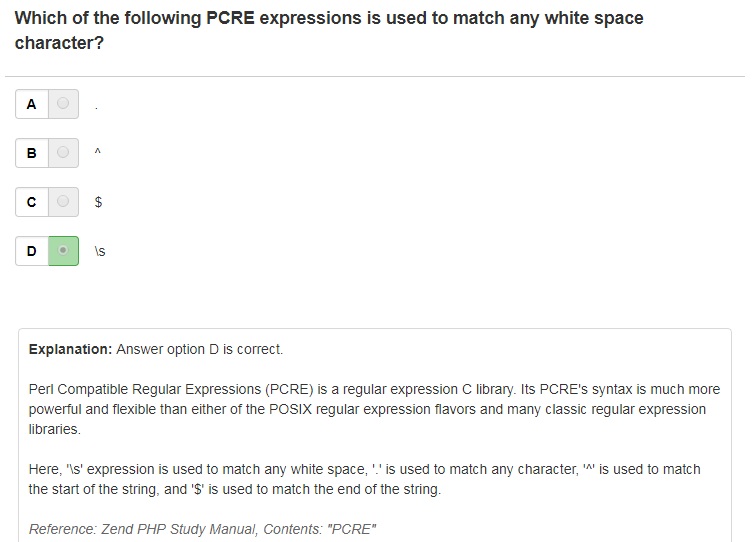 Which of the following PCRE expressions is used to match any white space
character?
A .
B ^
C $
D \s
Explanation: Answer option D is correct.
Perl Compatible Regular Expressions (PCRE) is a regular expression C library. Its PCRE's syntax is much more
powerful and flexible than either of the POSIX regular expression flavors and many classic regular expression
libraries.
Here, '\s' expression is used to match any white space, '.' is used to match any character, '^' is used to match
the start of the string, and '$' is used to match the end of the string.
Reference: Zend PHP Study Manual, Contents: "PCRE"